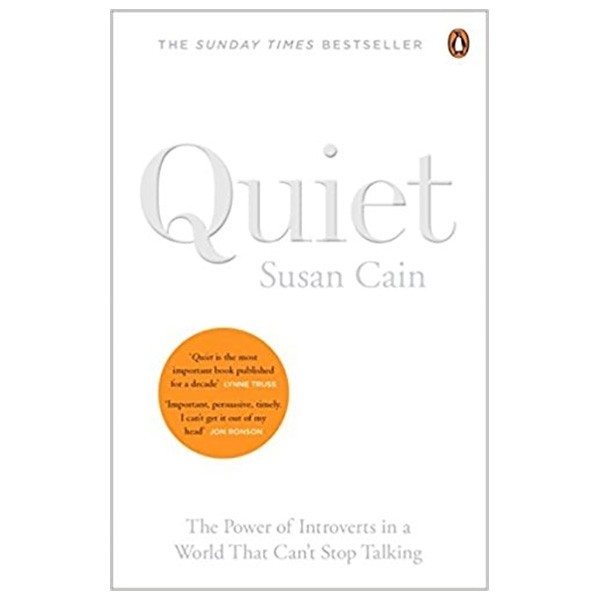 THE SUNDAY TIMES BESTSELLER
Quiet
Susan Cain
'Quiet is the most
important book published
for a decade' LYNNE TRUSS
'Important, persuasive, timely.
I can't get it out of my
head' JON RONSON
The Power of Introverts in a
World That Can't Stop Talking